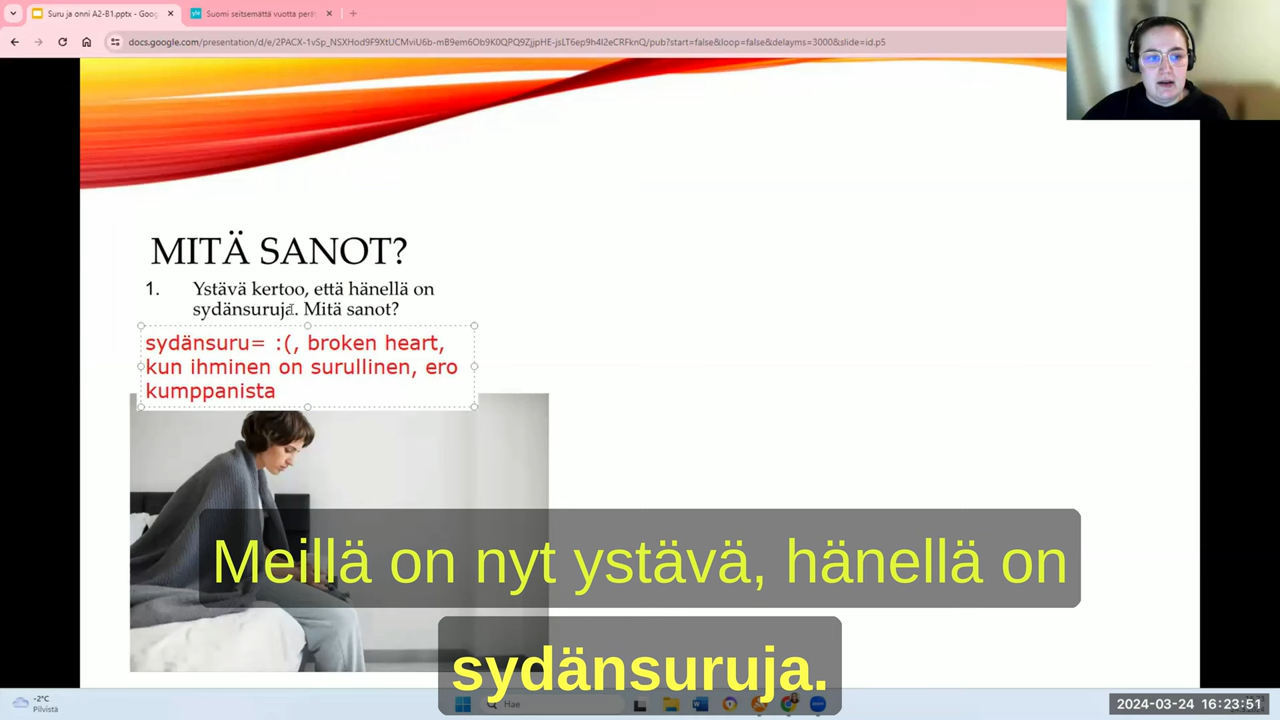 Suru ja onni A2-B1.pptx - Goog
yle
Suomi seitsemättä vuotta perät
docs.google.com/presentation/d/e/2PACX-1vSp_NSXHod9F9XtUCMviU6b-mB9em6Ob9K0QPQ9ZjjpHE-jsLT6ep9h4I2eCRFknQ/pub?start=false&loop=false&delayms=3000&slide=id.p5
MITÄ SANOT?
1. Ystävä kertoo, että hänellä on
sydänsuruja. Mitä sanot?
sydänsuru= :(, broken heart,
kun ihminen on surullinen, ero
kumppanista
Meillä on nyt ystävä, hänellä on
sydänsuruja.
-2°C
Pilvistä
Hae
2024-03-24 16:23:51